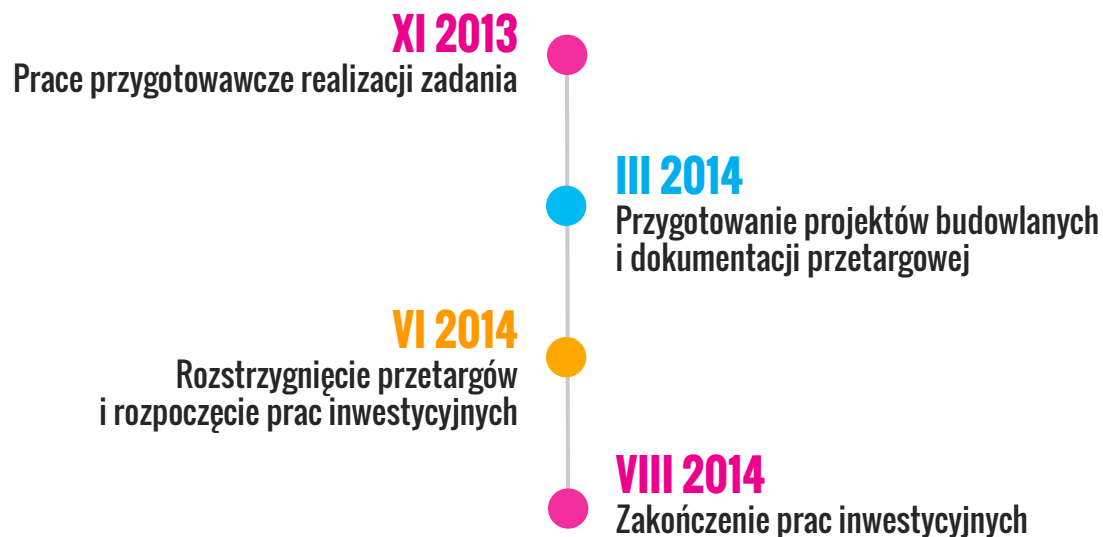 XI 2013
Prace przygotowawcze realizacji zadania
III 2014
Przygotowanie projektów budowlanych
i dokumentacji przetargowej
VI 2014
Rozstrzygnięcie przetargów
i rozpoczęcie prac inwestycyjnych
VIII 2014
Zakończenie prac inwestycyjnych